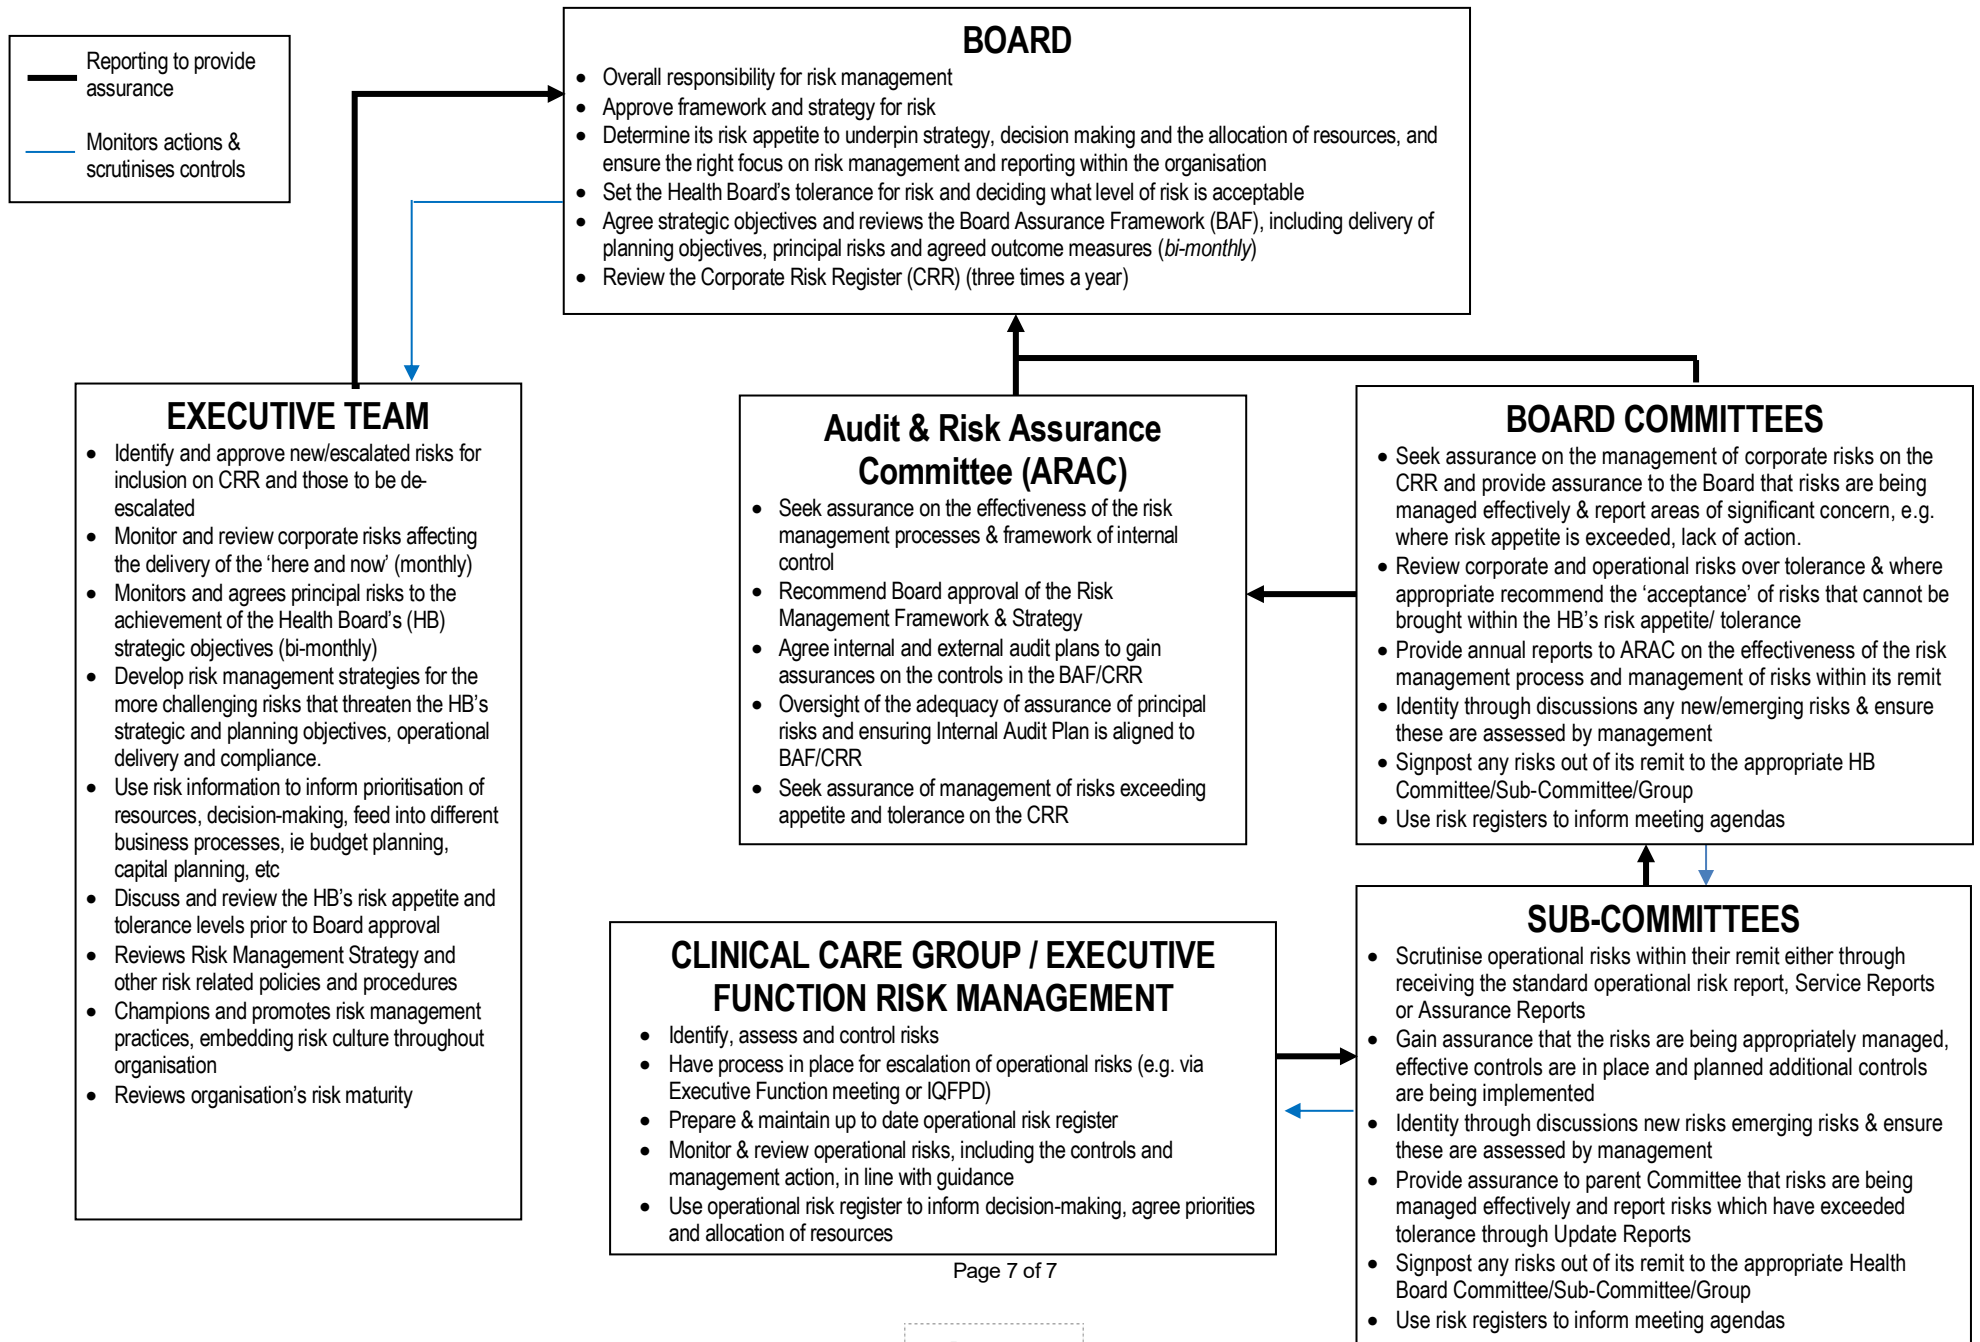 Reporting to provide
assurance
Monitors actions &
scrutinises controls
BOARD
• Overall responsibility for risk management
• Approve framework and strategy for risk
• Determine its risk appetite to underpin strategy, decision making and the allocation of resources, and
ensure the right focus on risk management and reporting within the organisation
• Set the Health Board’s tolerance for risk and deciding what level of risk is acceptable
• Agree strategic objectives and reviews the Board Assurance Framework (BAF), including delivery of
planning objectives, principal risks and agreed outcome measures (bi-monthly)
• Review the Corporate Risk Register (CRR) (three times a year)
EXECUTIVE TEAM
• Identify and approve new/escalated risks for
inclusion on CRR and those to be de-
escalated
• Monitor and review corporate risks affecting
the delivery of the ‘here and now’ (monthly)
• Monitors and agrees principal risks to the
achievement of the Health Board’s (HB)
strategic objectives (bi-monthly)
• Develop risk management strategies for the
more challenging risks that threaten the HB’s
strategic and planning objectives, operational
delivery and compliance.
• Use risk information to inform prioritisation of
resources, decision-making, feed into different
business processes, ie budget planning,
capital planning, etc
• Discuss and review the HB’s risk appetite and
tolerance levels prior to Board approval
• Reviews Risk Management Strategy and
other risk related policies and procedures
• Champions and promotes risk management
practices, embedding risk culture throughout
organisation
• Reviews organisation’s risk maturity
Audit & Risk Assurance
Committee (ARAC)
• Seek assurance on the effectiveness of the risk
management processes & framework of internal
control
• Recommend Board approval of the Risk
Management Framework & Strategy
• Agree internal and external audit plans to gain
assurances on the controls in the BAF/CRR
• Oversight of the adequacy of assurance of principal
risks and ensuring Internal Audit Plan is aligned to
BAF/CRR
• Seek assurance of management of risks exceeding
appetite and tolerance on the CRR
BOARD COMMITTEES
• Seek assurance on the management of corporate risks on the
CRR and provide assurance to the Board that risks are being
managed effectively & report areas of significant concern, e.g.
where risk appetite is exceeded, lack of action.
• Review corporate and operational risks over tolerance & where
appropriate recommend the ‘acceptance’ of risks that cannot be
brought within the HB’s risk appetite/ tolerance
• Provide annual reports to ARAC on the effectiveness of the risk
management process and management of risks within its remit
• Identity through discussions any new/emerging risks & ensure
these are assessed by management
• Signpost any risks out of its remit to the appropriate HB
Committee/Sub-Committee/Group
• Use risk registers to inform meeting agendas
CLINICAL CARE GROUP / EXECUTIVE
FUNCTION RISK MANAGEMENT
• Identify, assess and control risks
• Have process in place for escalation of operational risks (e.g. via
Executive Function meeting or IQFPD)
• Prepare & maintain up to date operational risk register
• Monitor & review operational risks, including the controls and
management action, in line with guidance
• Use operational risk register to inform decision-making, agree priorities
and allocation of resources
SUB-COMMITTEES
• Scrutinise operational risks within their remit either through
receiving the standard operational risk report, Service Reports
or Assurance Reports
• Gain assurance that the risks are being appropriately managed,
effective controls are in place and planned additional controls
are being implemented
• Identity through discussions new risks emerging risks & ensure
these are assessed by management
• Provide assurance to parent Committee that risks are being
managed effectively and report risks which have exceeded
tolerance through Update Reports
• Signpost any risks out of its remit to the appropriate Health
Board Committee/Sub-Committee/Group
• Use risk registers to inform meeting agendas
Page 7 of 7